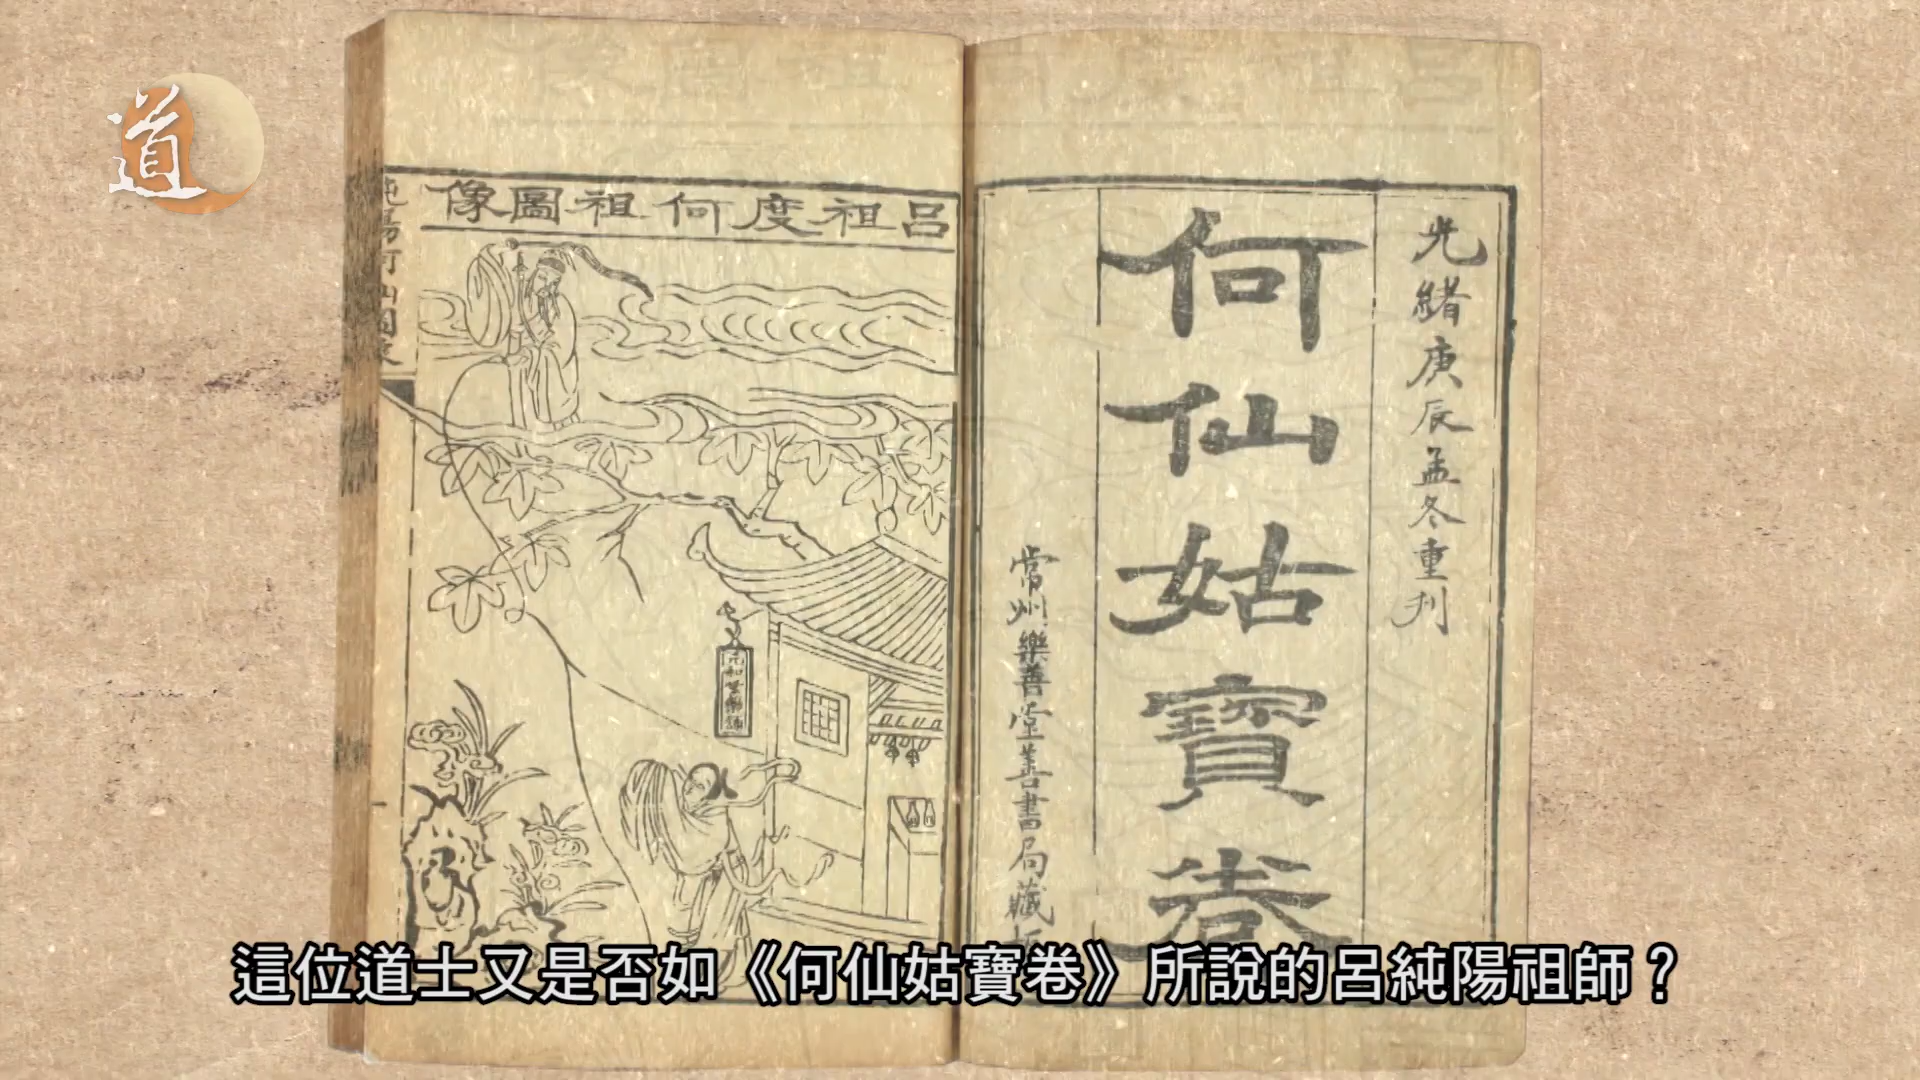 道
光緒庚辰孟冬重刊
何仙姑寶卷
常州樂善堂善書局藏
呂祖度何祖圖像
這位道士又是否如《何仙姑寶卷》所說的呂純陽祖師？